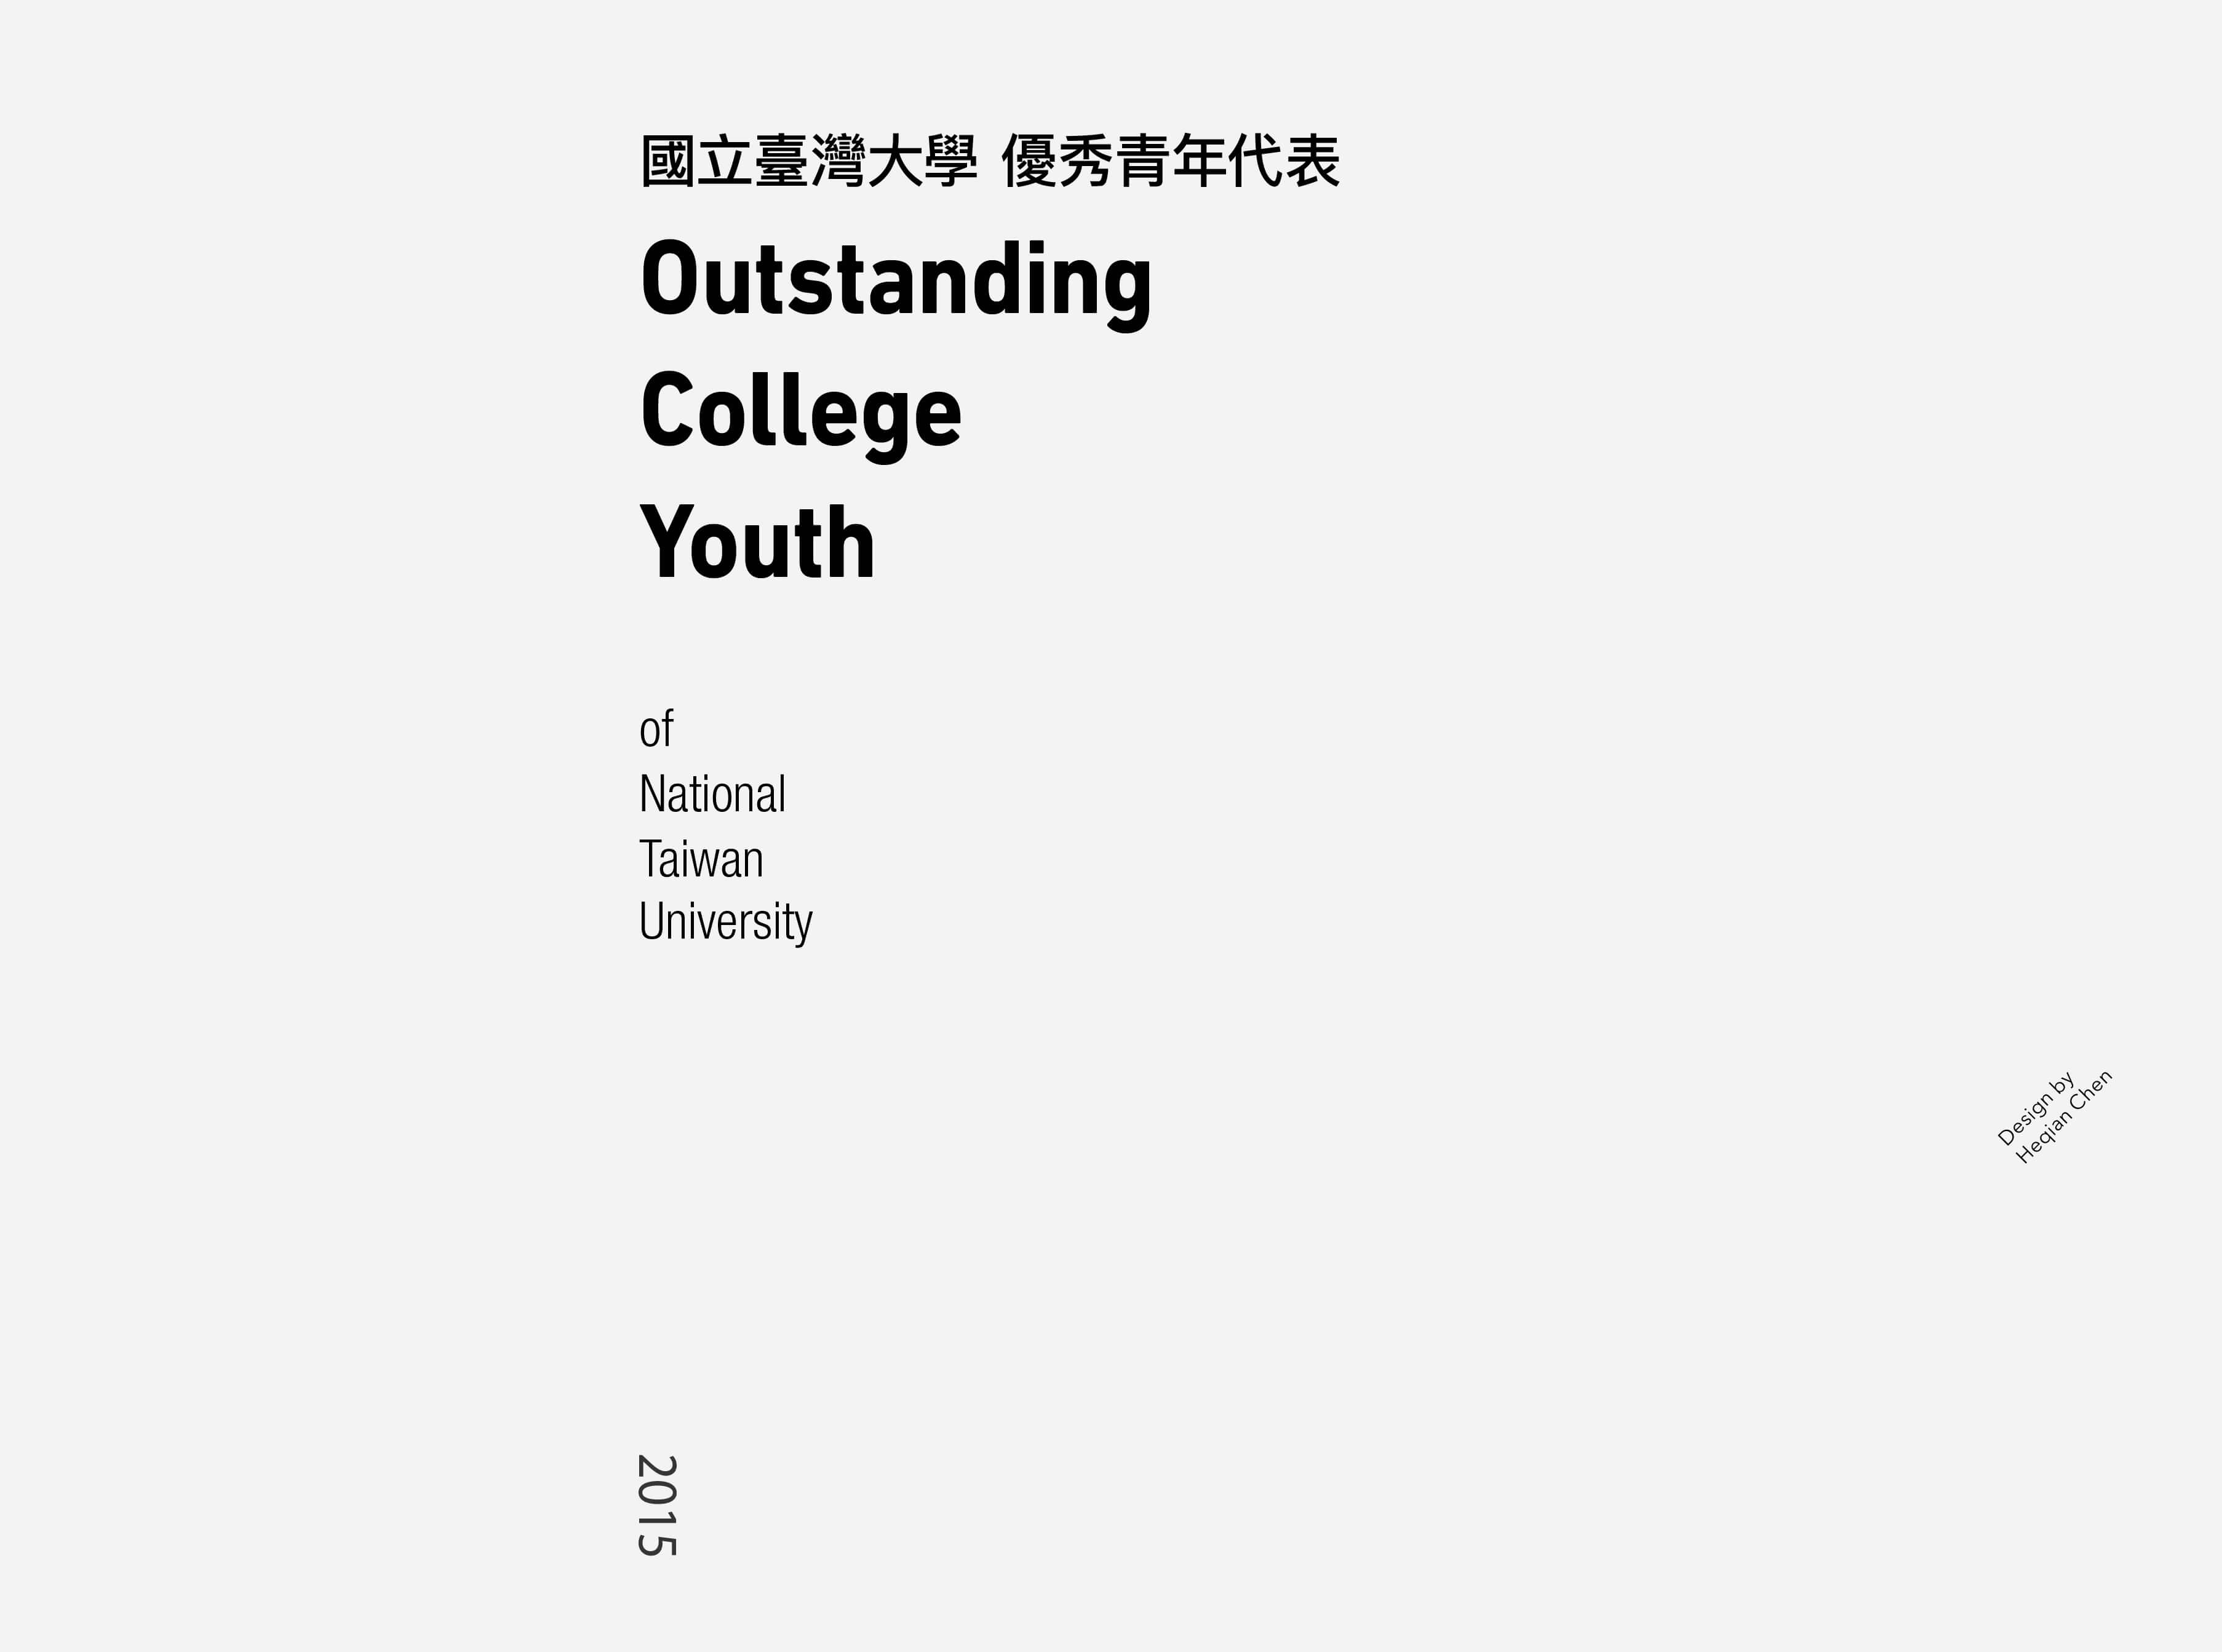 國立臺灣大學 優秀青年代表
Outstanding
College
Youth
of
National
Taiwan
University
Design by
Heqian Chen
2015